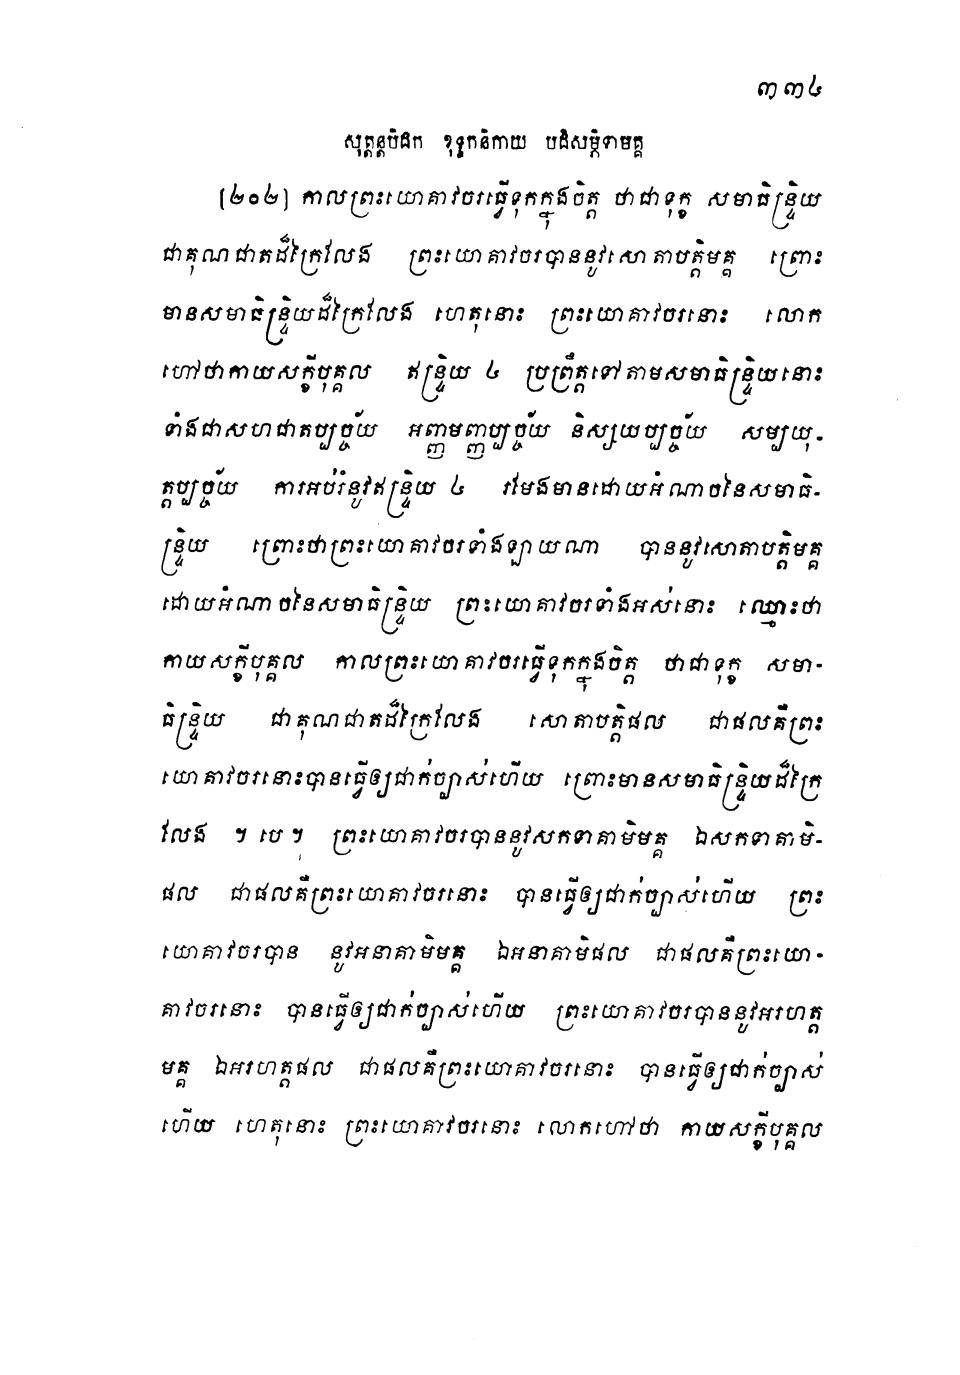 ៣៣៤
សុត្តន្តបិដក ខុទ្ទកនិកាយ បដិសម្ភិទាមគ្គ
[២០២] កាលព្រះយោគាវចរធ្វើទុកក្នុងចិត្ត ថាជាទុក្ខ សមាធិន្ទ្រិយ
ជាគុណជាតដ៏ក្រៃលែង ព្រះយោគាវចរបាននូវសោតាបត្តិមគ្គ ព្រោះ
មានសមាធិន្ទ្រិយដ៏ក្រៃលែង ហេតុនោះ ព្រះយោគាវចរនោះ លោក
ហៅថាកាយសក្ខីបុគ្គល ឥន្ទ្រិយ ៤ ប្រព្រឹត្តទៅតាមសមាធិន្ទ្រិយនោះ
ទាំងជាសហជាតប្បច្ច័យ អញ្ញមញ្ញប្បច្ច័យ និស្សយប្បច្ច័យ សម្បយុ-
ត្តប្បច្ច័យ ការអប់រំនូវឥន្ទ្រិយ ៤ រមែងមានដោយអំណាចនៃសមាធិ-
ន្ទ្រិយ ព្រោះថាព្រះយោគាវចរទាំងឡាយណា បាននូវសោតាបត្តិមគ្គ
ដោយអំណាចនៃសមាធិន្ទ្រិយ ព្រះយោគាវចរទាំងអស់នោះ ឈ្មោះថា
កាយសក្ខីបុគ្គល កាលព្រះយោគាវចរធ្វើទុកក្នុងចិត្ត ថាជាទុក្ខ សមា-
ធិន្ទ្រិយ ជាគុណជាតដ៏ក្រៃលែង សោតាបត្តិផល ជាផលគឺព្រះ
យោគាវចរនោះបានធ្វើឲ្យជាក់ច្បាស់ហើយ ព្រោះមានសមាធិន្ទ្រិយដ៏ក្រៃ
លែង ។ បេ ។ ព្រះយោគាវចរបាននូវសកទាគាមិមគ្គ ឯសកទាគាមិ-
ផល ជាផលគឺព្រះយោគាវចរនោះ បានធ្វើឲ្យជាក់ច្បាស់ហើយ ព្រះ
យោគាវចរបាន នូវអនាគាមិមគ្គ ឯអនាគាមិផល ជាផលគឺព្រះយោ-
គាវចរនោះ បានធ្វើឲ្យជាក់ច្បាស់ហើយ ព្រះយោគាវចរបាននូវអរហត្ត
មគ្គ ឯអរហត្តផល ជាផលគឺព្រះយោគាវចរនោះ បានធ្វើឲ្យជាក់ច្បាស់
ហើយ ហេតុនោះ ព្រះយោគាវចរនោះ លោកហៅថា កាយសក្ខីបុគ្គល